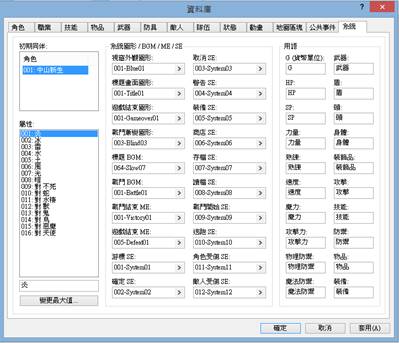 資料庫
角色 職業 技能 物品 武器 防具 敵人 隊伍 狀態 動畫 地圖區塊 公共事件 系統
初期同伴:
角色
001: 中山新生
屬性:
001: 炎
002: 冰
003: 雷
004: 水
005: 土
006: 風
007: 光
008: 暗
009: 對 不死
010: 對 蛇
011: 對 水棲
012: 對 獸
013: 對 鬼
014: 對 鳥
015: 對 惡魔
016: 對 天使
炎
變更最大值...
系統圖形 / BGM / ME / SE
視窗外觀圖形:
001-Blue01
標題畫面圖形:
001-Title01
遊戲結束圖形:
001-Gameover01
戰鬥漸變圖形:
003-Blind03
標題 BGM:
064-Slow07
戰鬥 BGM:
001-Battle01
戰鬥結束 ME:
001-Victory01
遊戲結束 ME:
005-Defeat01
游標 SE:
001-System01
確定 SE:
002-System02
取消 SE:
003-System03
警告 SE:
004-System04
裝備 SE:
005-System05
商店 SE:
006-System06
存檔 SE:
007-System07
讀檔 SE:
008-System08
戰鬥開始 SE:
009-System09
逃跑 SE:
010-System10
角色受傷 SE:
011-System11
敵人受傷 SE:
012-System12
用語
G (貨幣單位):
G
HP:
HP
SP:
SP
力量:
力量
熟練:
熟練
速度:
速度
魔力:
魔力
攻擊力:
攻擊力
物理防禦:
物理防禦
魔法防禦:
魔法防禦
武器:
武器
盾:
盾
頭:
頭
身體:
身體
裝飾品:
裝飾品
攻擊:
攻擊
技能:
技能
防禦:
防禦
物品:
物品
裝備:
裝備
確定 取消 套用(A)